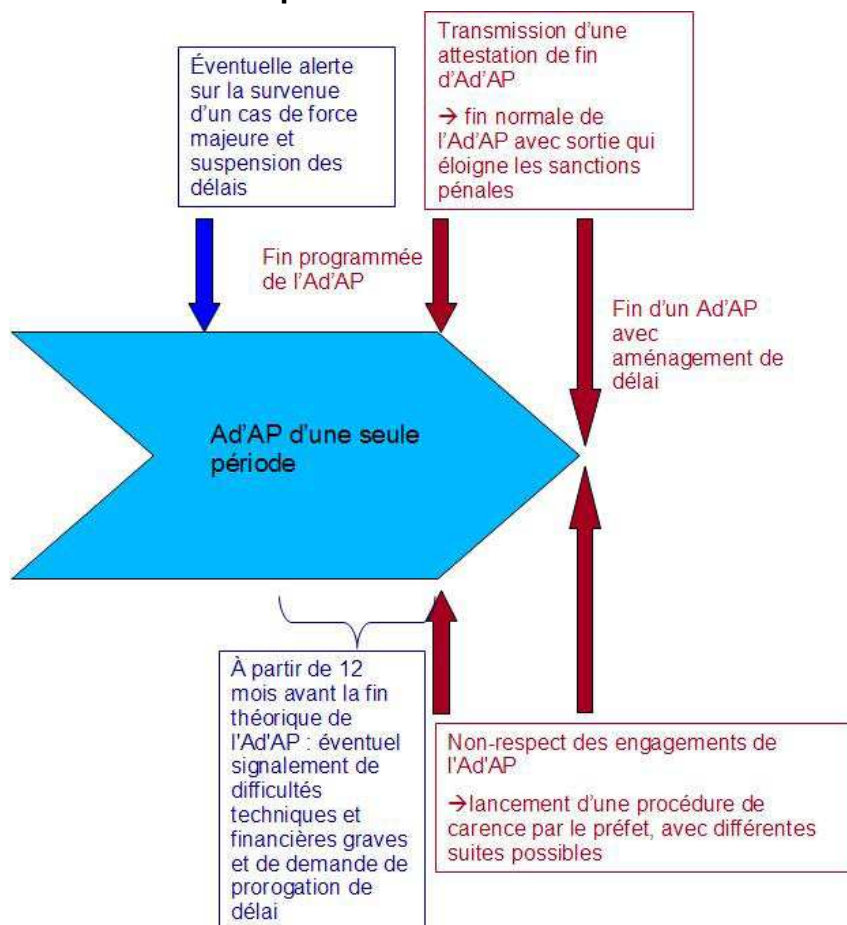 Éventuelle alerte
sur la survenue
d'un cas de force
majeure et
suspension des
délais
Transmission d'une
attestation de fin
d'Ad'AP
→ fin normale de
l'Ad'AP avec sortie qui
éloigne les sanctions
pénales
Fin programmée
de l'Ad'AP
Fin d'un Ad'AP
avec
aménagement de
délai
Ad'AP d'une seule
période
À partir de 12
mois avant la fin
théorique de
l'Ad'AP : éventuel
signalement de
difficultés
techniques et
financières graves
et de demande de
prorogation de
délai
Non-respect des engagements de
l'Ad'AP
→lancement d'une procédure de
carence par le préfet, avec différentes
suites possibles